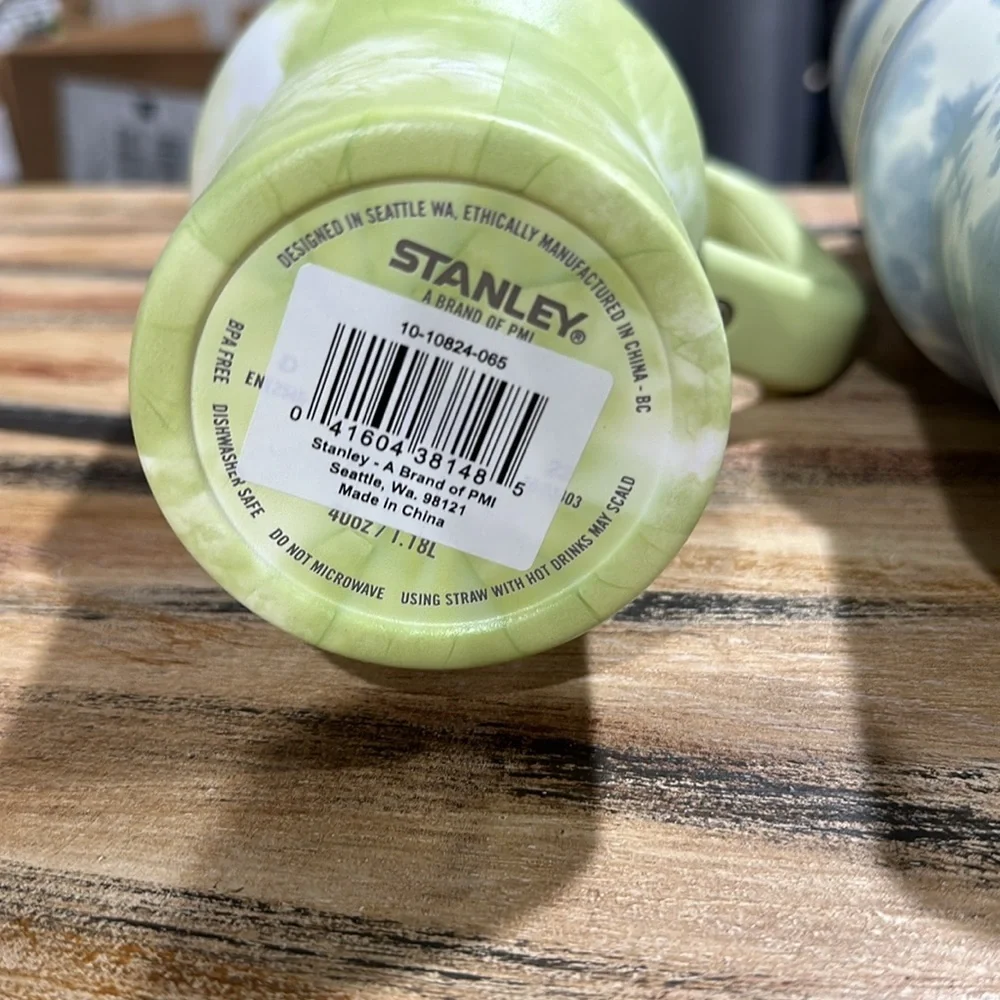 DESIGNED IN SEATTLE WA, ETHICALLY MANUFACTURED IN CHINA - BC
STANLEY®
A BRAND OF PMI
10-10824-065
0 41604 38148 5
Stanley - A Brand of PMI
Seattle, Wa. 98121
Made in China
BPA FREE
EN
03
40oz / 1.18L
DISHWASHER SAFE
DO NOT MICROWAVE
USING STRAW WITH HOT DRINKS MAY SCALD